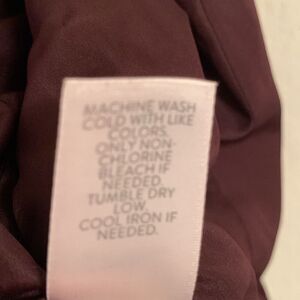 MACHINE WASH
COLD WITH LIKE
COLORS.
ONLY NON-
CHLORINE
BLEACH IF
NEEDED.
TUMBLE DRY
LOW.
COOL IRON IF
NEEDED.